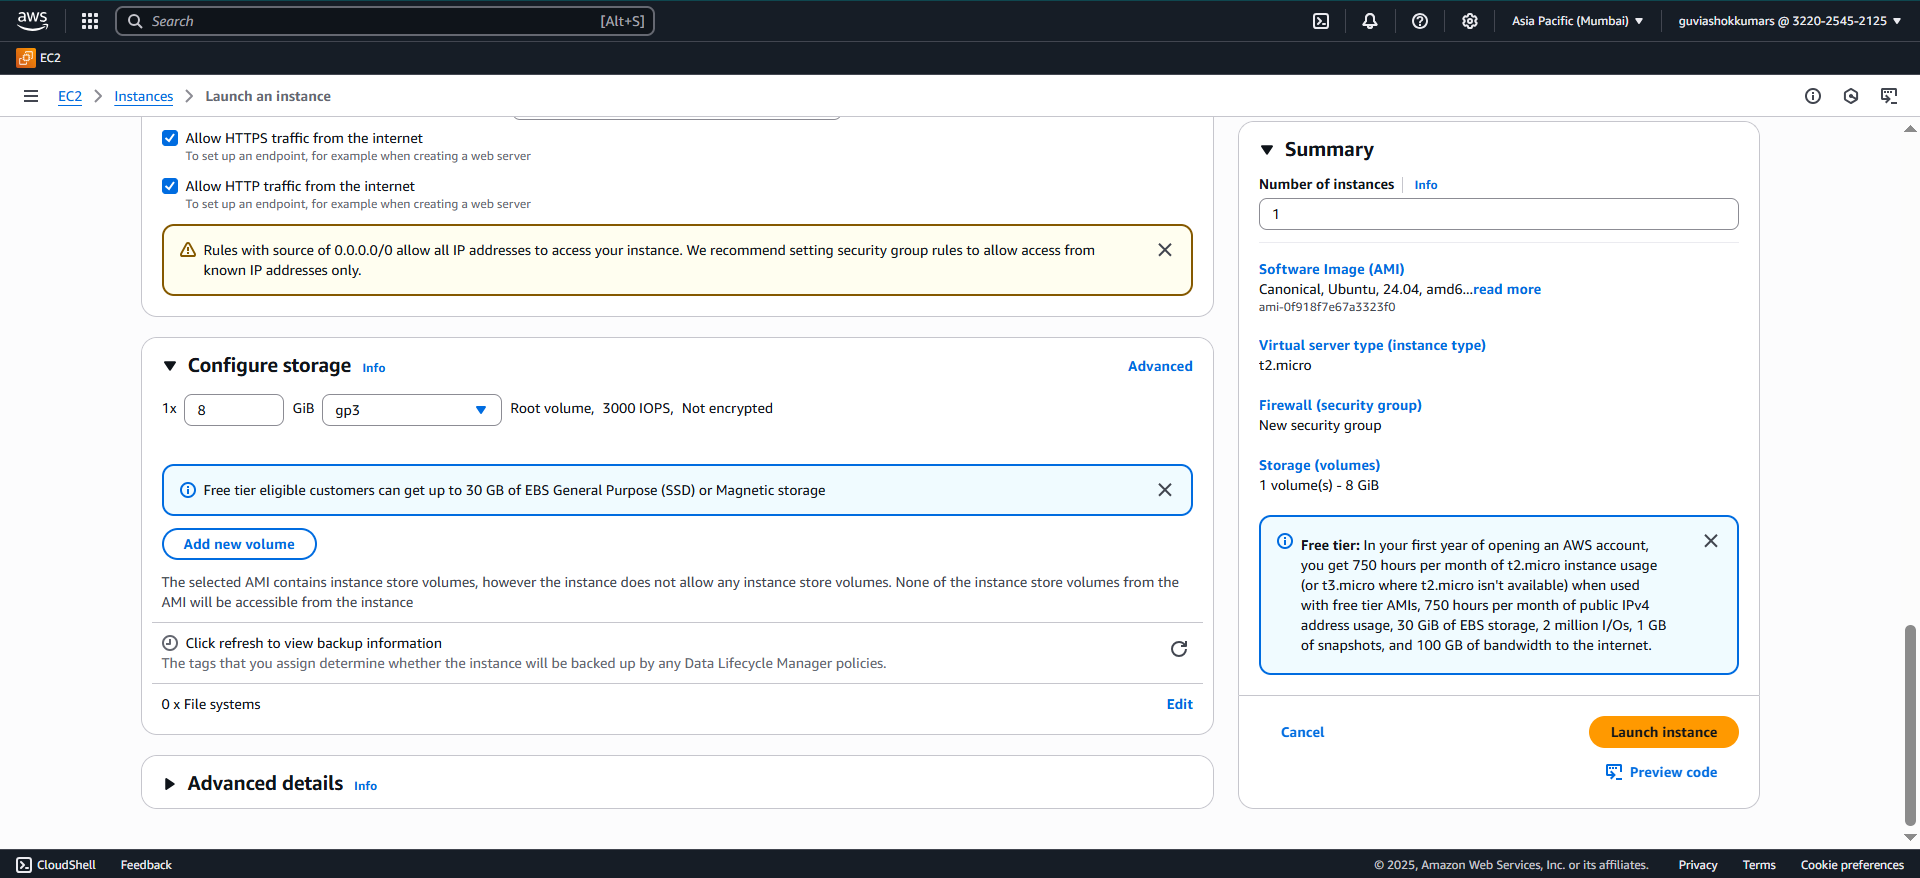 aws
Search
[Alt+S]
Asia Pacific (Mumbai)
guviashokkumars @ 3220-2545-2125
EC2
EC2
Instances
Launch an instance
Allow HTTPS traffic from the internet
To set up an endpoint, for example when creating a web server
Allow HTTP traffic from the internet
To set up an endpoint, for example when creating a web server
Rules with source of 0.0.0.0/0 allow all IP addresses to access your instance. We recommend setting security group rules to allow access from
known IP addresses only.
Configure storage
Info
Advanced
1x
8
GiB
gp3
Root volume, 3000 IOPS, Not encrypted
Free tier eligible customers can get up to 30 GB of EBS General Purpose (SSD) or Magnetic storage
Add new volume
The selected AMI contains instance store volumes, however the instance does not allow any instance store volumes. None of the instance store volumes from the
AMI will be accessible from the instance
Click refresh to view backup information
The tags that you assign determine whether the instance will be backed up by any Data Lifecycle Manager policies.
0 x File systems
Edit
Advanced details
Info
Summary
Number of instances
Info
1
Software Image (AMI)
Canonical, Ubuntu, 24.04, amd6...read more
ami-0f918f7e67a3323f0
Virtual server type (instance type)
t2.micro
Firewall (security group)
New security group
Storage (volumes)
1 volume(s) - 8 GiB
Free tier: In your first year of opening an AWS account,
you get 750 hours per month of t2.micro instance usage
(or t3.micro where t2.micro isn't available) when used
with free tier AMIs, 750 hours per month of public IPv4
address usage, 30 GiB of EBS storage, 2 million I/Os, 1 GB
of snapshots, and 100 GB of bandwidth to the internet.
Cancel
Launch instance
Preview code
CloudShell
Feedback
© 2025, Amazon Web Services, Inc. or its affiliates.
Privacy
Terms
Cookie preferences